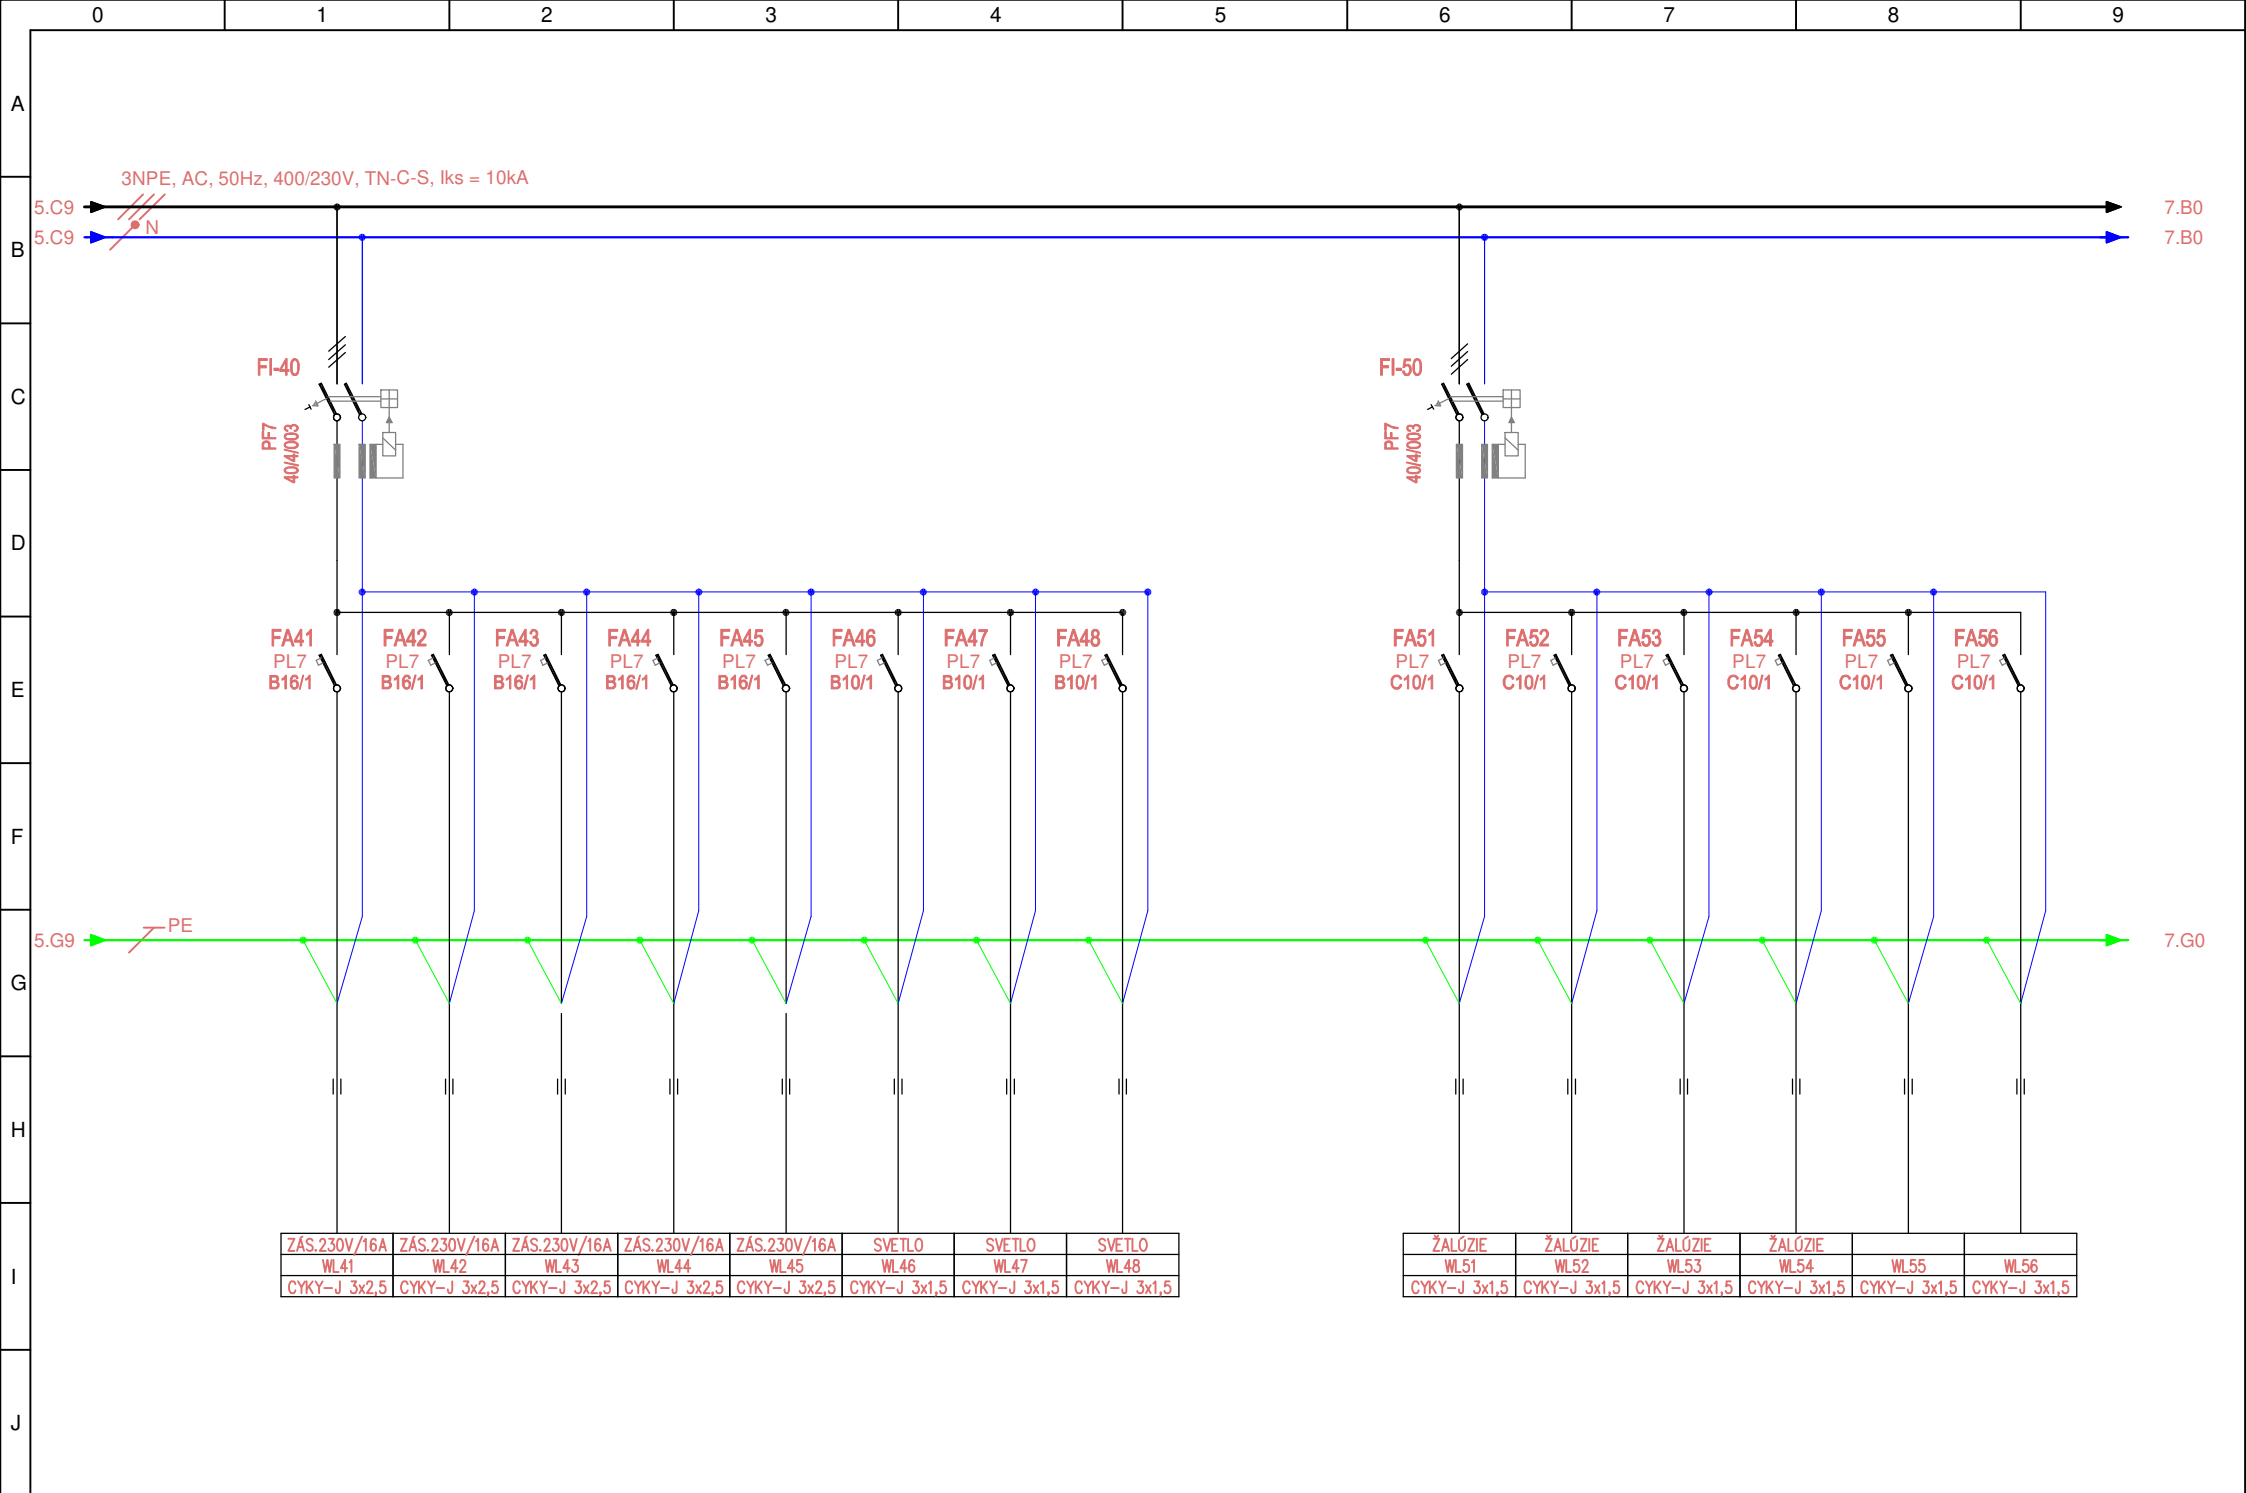 0 1 2 3 4 5 6 7 8 9
A
3NPE, AC, 50Hz, 400/230V, TN-C-S, Iks = 10kA
5.C9 7.B0
N
5.C9 7.B0
B
FI-40 FI-50
C
PF7 PF7
40/4/003 40/4/003
D
FA41 FA42 FA43 FA44 FA45 FA46 FA47 FA48 FA51 FA52 FA53 FA54 FA55 FA56
PL7 PL7 PL7 PL7 PL7 PL7 PL7 PL7 PL7 PL7 PL7 PL7 PL7 PL7
B16/1 B16/1 B16/1 B16/1 B16/1 B10/1 B10/1 B10/1 C10/1 C10/1 C10/1 C10/1 C10/1 C10/1
E
F
PE
5.G9 7.G0
G
H
ZÁS.230V/16A ZÁS.230V/16A ZÁS.230V/16A ZÁS.230V/16A ZÁS.230V/16A SVETLO SVETLO SVETLO ŽALÚZIE ŽALÚZIE ŽALÚZIE ŽALÚZIE
WL41 WL42 WL43 WL44 WL45 WL46 WL47 WL48 WL51 WL52 WL53 WL54 WL55 WL56
I
CYKY-J 3x2,5 CYKY-J 3x2,5 CYKY-J 3x2,5 CYKY-J 3x2,5 CYKY-J 3x2,5 CYKY-J 3x1,5 CYKY-J 3x1,5 CYKY-J 3x1,5 CYKY-J 3x1,5 CYKY-J 3x1,5 CYKY-J 3x1,5 CYKY-J 3x1,5 CYKY-J 3x1,5 CYKY-J 3x1,5
J